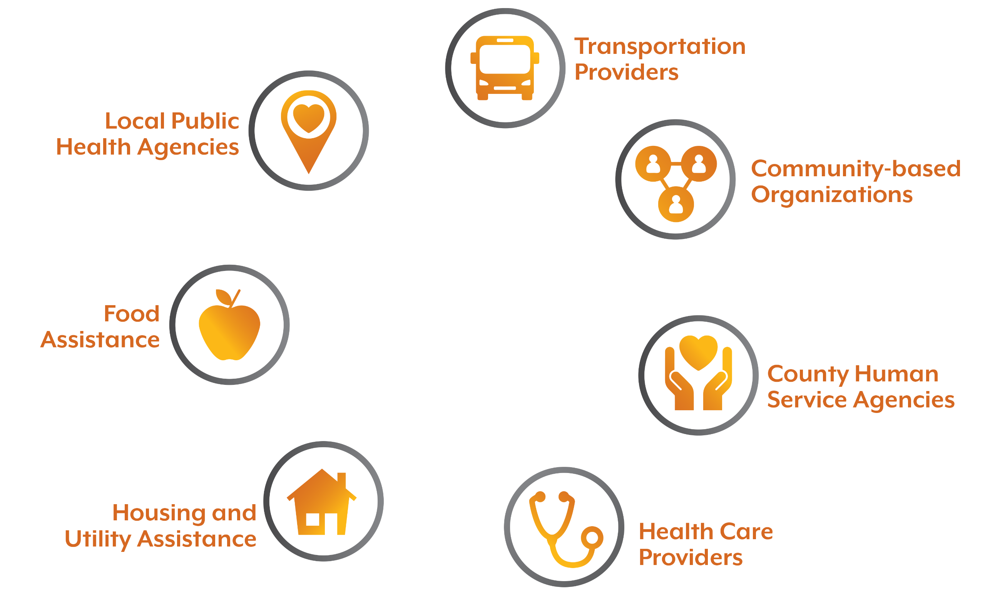 Transportation
Providers
Local Public
Health Agencies
Community-based
Organizations
Food
Assistance
County Human
Service Agencies
Housing and
Utility Assistance
Health Care
Providers